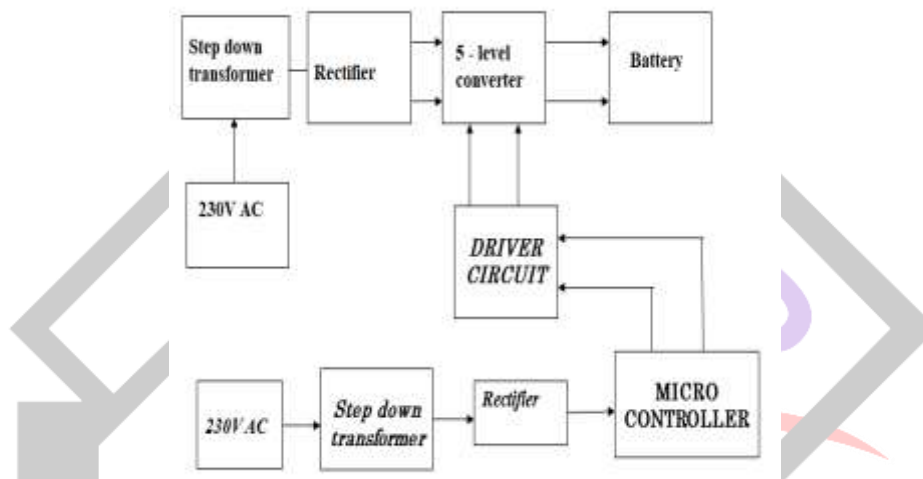 Step down
transformer
Rectifier
5 - level
converter
Battery
230V AC
DRIVER
CIRCUIT
230V AC
Step down
transformer
Rectifier
MICRO
CONTROLLER